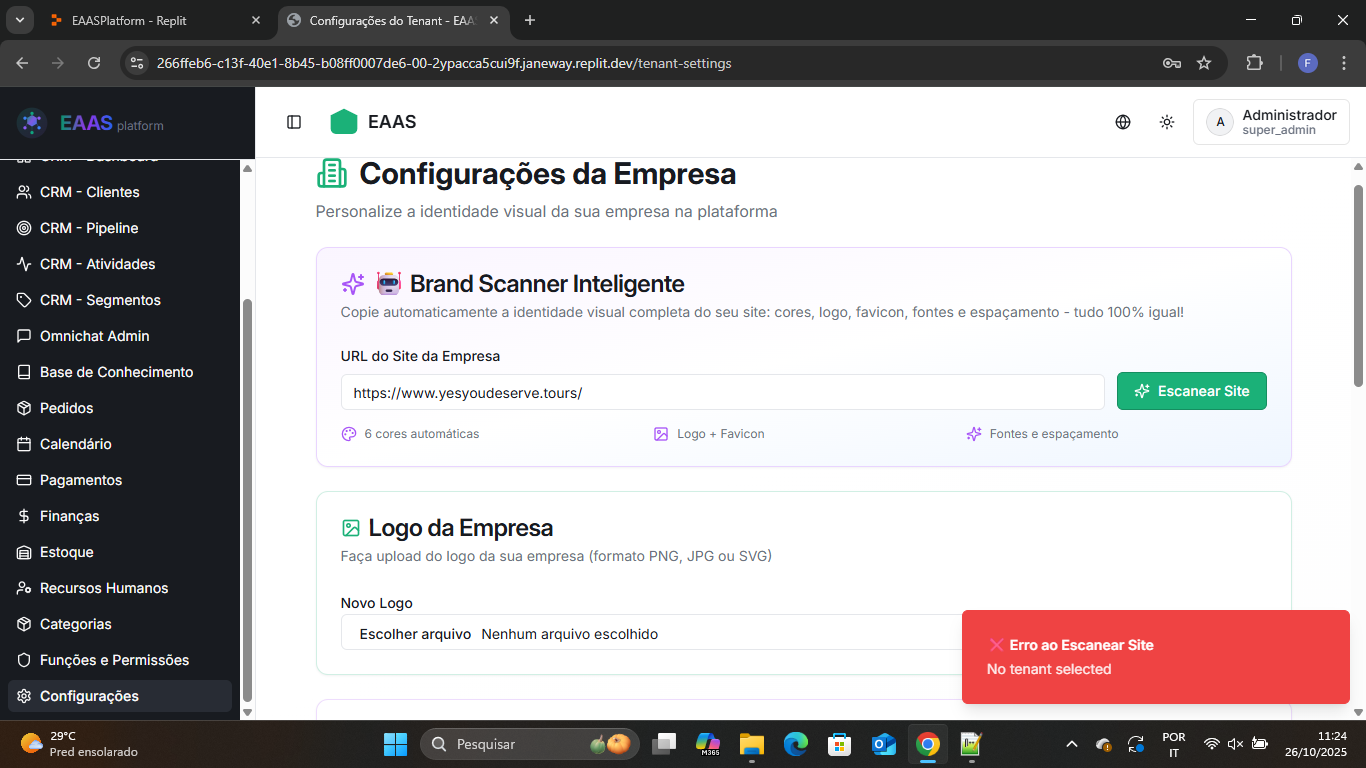 EAASPlatform - Replit
Configurações do Tenant - EAA
266ffeb6-c13f-40e1-8b45-b08ff0007de6-00-2ypacca5cui9f.janeway.replit.dev/tenant-settings
F
EAAS platform
EAAS
A
Administrador
super_admin
CRM - Dashboard
CRM - Clientes
CRM - Pipeline
CRM - Atividades
CRM - Segmentos
Omnichat Admin
Base de Conhecimento
Pedidos
Calendário
Pagamentos
Finanças
Estoque
Recursos Humanos
Categorias
Funções e Permissões
Configurações
Configurações da Empresa
Personalize a identidade visual da sua empresa na plataforma
Brand Scanner Inteligente
Copie automaticamente a identidade visual completa do seu site: cores, logo, favicon, fontes e espaçamento - tudo 100% igual!
URL do Site da Empresa
https://www.yesyoudeserve.tours/
Escanear Site
6 cores automáticas
Logo + Favicon
Fontes e espaçamento
Logo da Empresa
Faça upload do logo da sua empresa (formato PNG, JPG ou SVG)
Novo Logo
Escolher arquivo Nenhum arquivo escolhido
Erro ao Escanear Site
No tenant selected
29°C
Pred ensolarado
Pesquisar
M365
POR
IT
11:24
26/10/2025